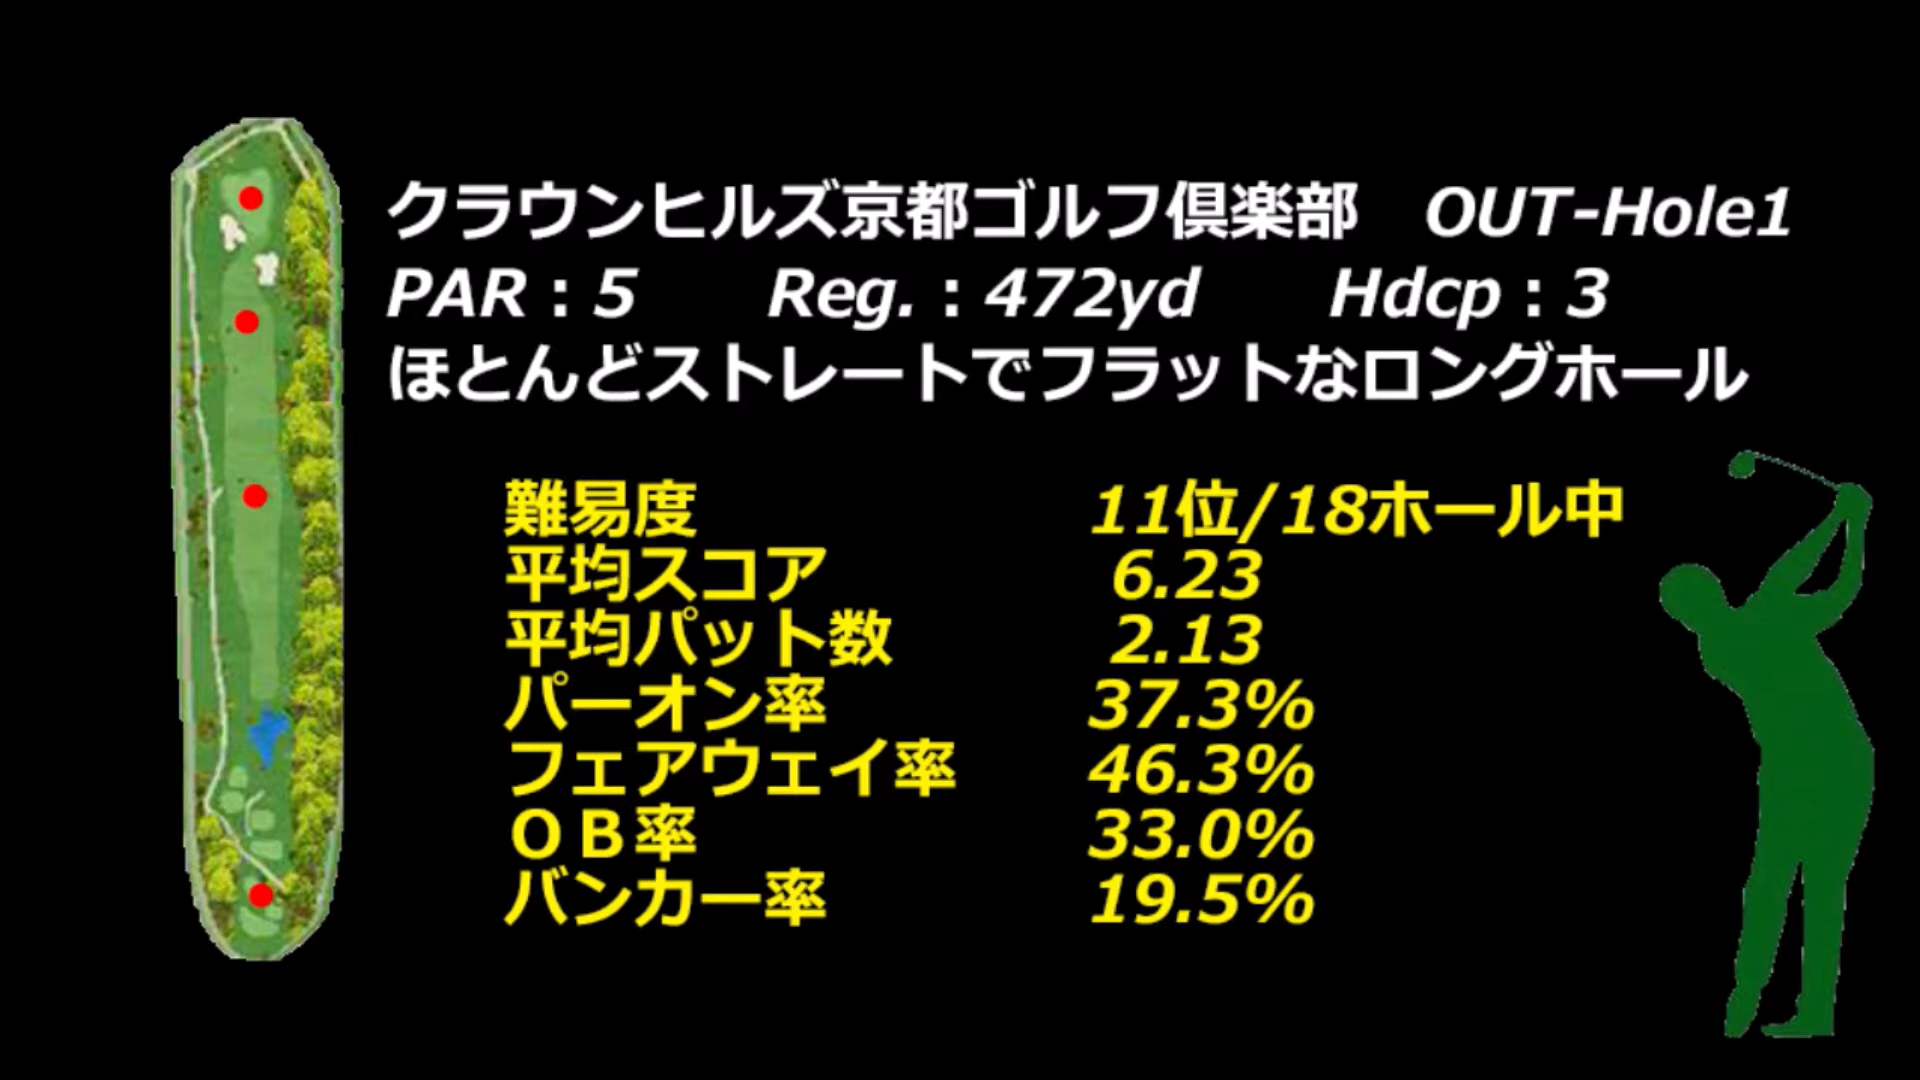 クラウンヒルズ京都ゴルフ倶楽部　OUT-Hole1
PAR：5　Reg.：472yd　Hdcp：3
ほとんどストレートでフラットなロングホール
難易度　11位/18ホール中
平均スコア　6.23
平均パット数　2.13
パーオン率　37.3%
フェアウェイ率　46.3%
ＯＢ率　33.0%
バンカー率　19.5%